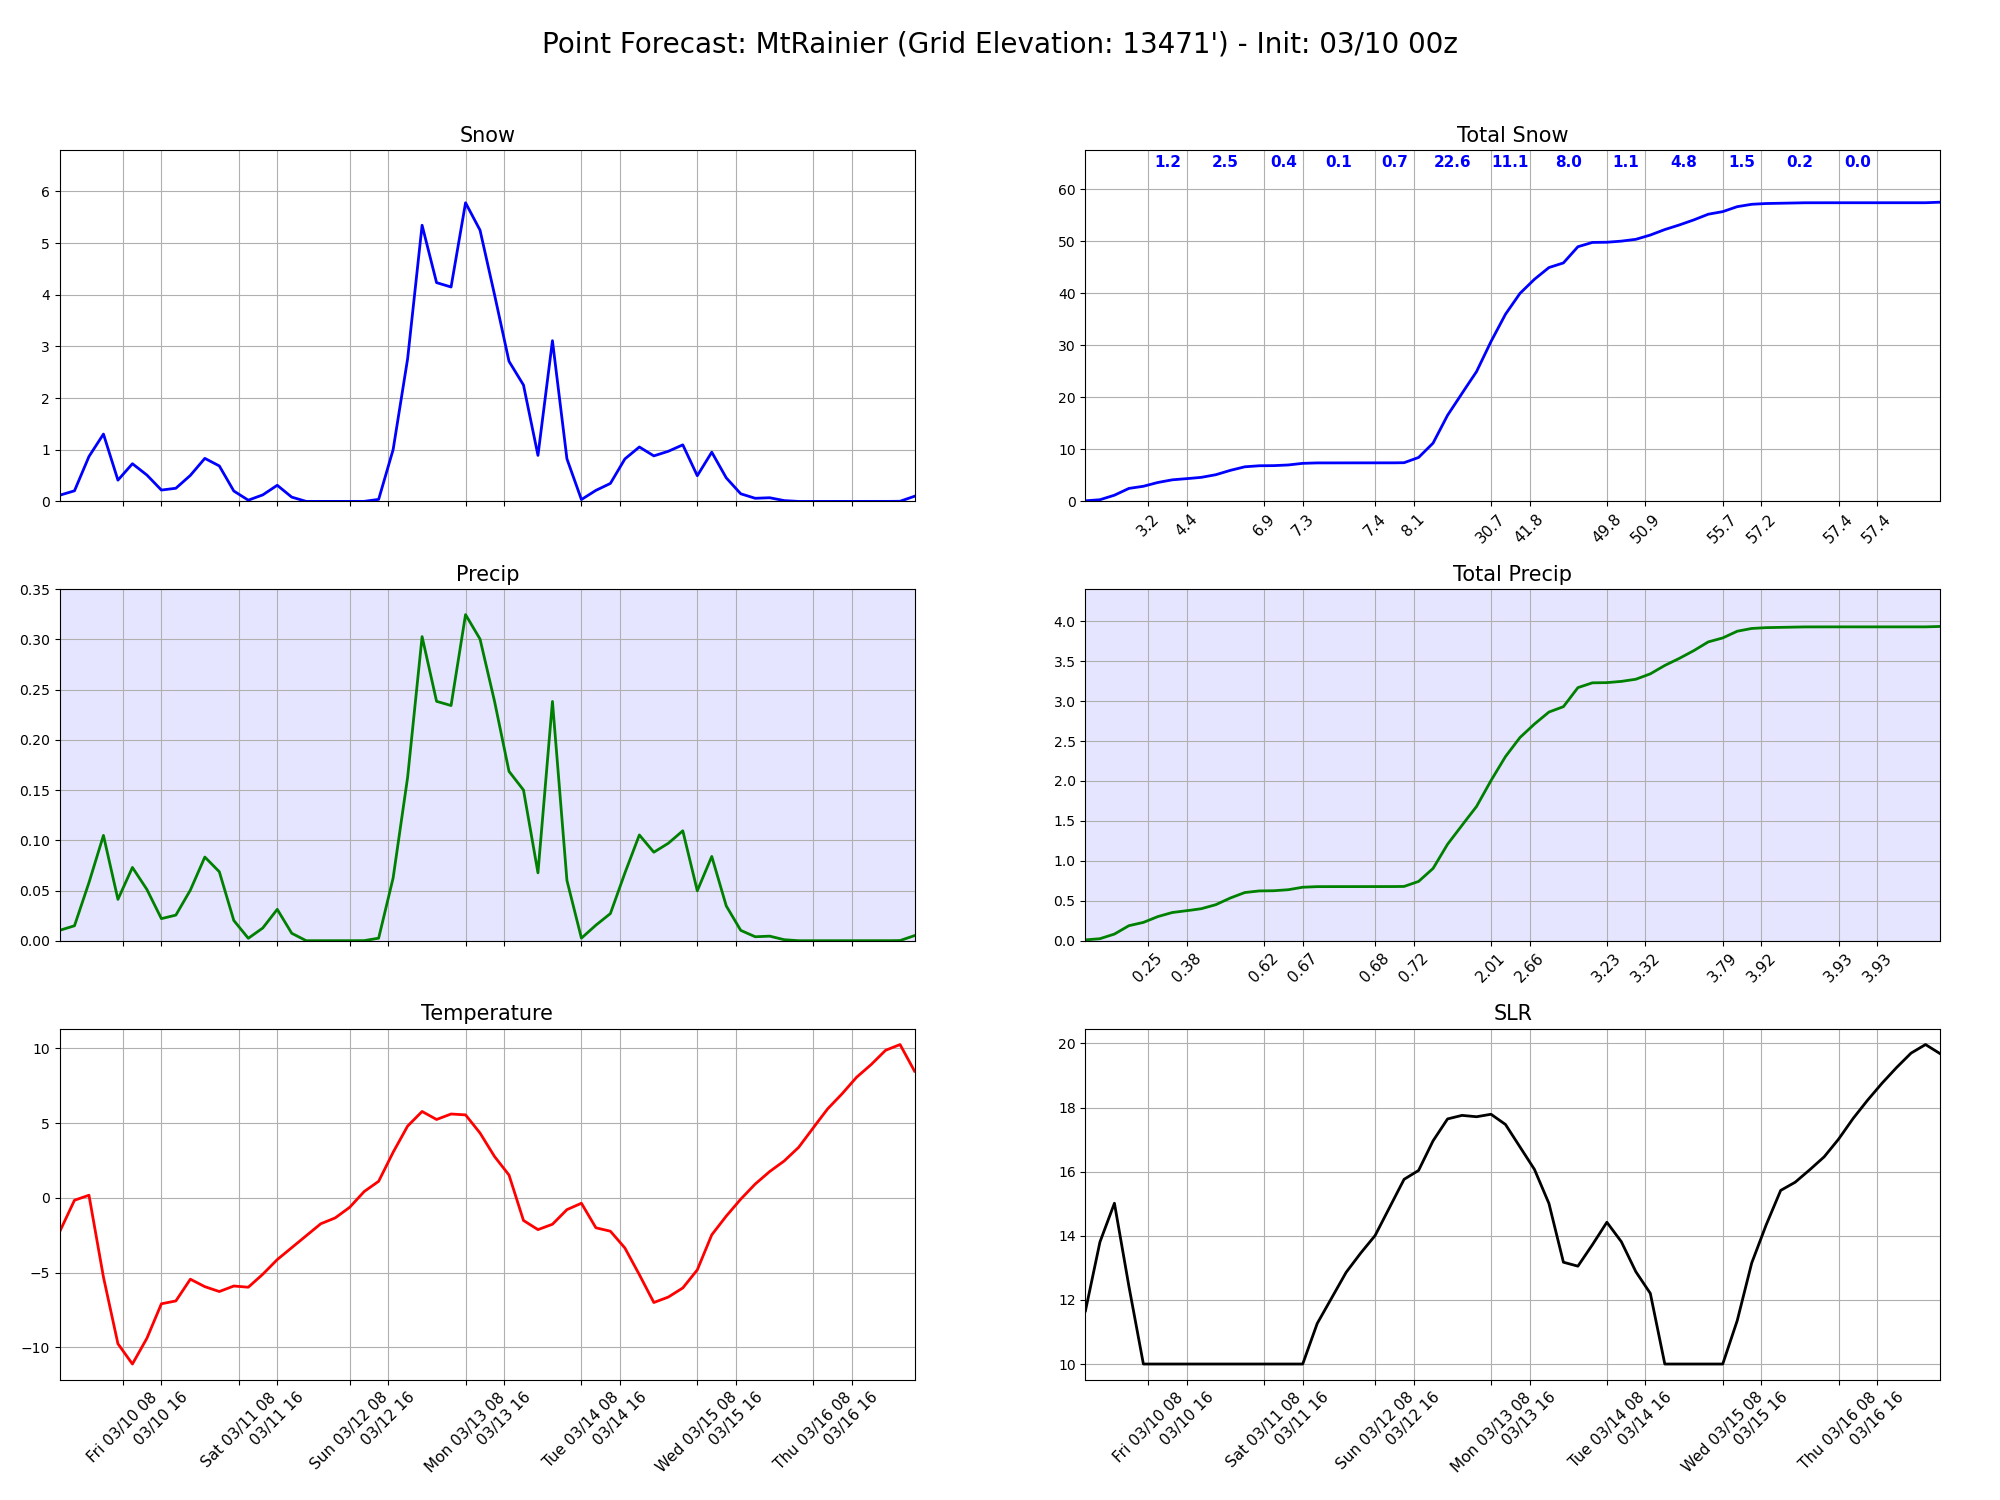 Point Forecast: MtRainier (Grid Elevation: 13471') - Init: 03/10 00z
Snow
6
5
4
3
2
1
0
Total Snow
1.2 2.5 0.4 0.1 0.7 22.6 11.1 8.0 1.1 4.8 1.5 0.2 0.0
60
50
40
30
20
10
0
3.2 4.4 6.9 7.3 7.4 8.1 30.7 41.8 49.8 50.9 55.7 57.2 57.4 57.4
Precip
0.35
0.30
0.25
0.20
0.15
0.10
0.05
0.00
Total Precip
4.0
3.5
3.0
2.5
2.0
1.5
1.0
0.5
0.0
0.25 0.38 0.62 0.67 0.68 0.72 2.01 2.66 3.23 3.32 3.79 3.92 3.93 3.93
Temperature
10
5
0
−5
−10
Fri 03/10 08
03/10 16
Sat 03/11 08
03/11 16
Sun 03/12 08
03/12 16
Mon 03/13 08
03/13 16
Tue 03/14 08
03/14 16
Wed 03/15 08
03/15 16
Thu 03/16 08
03/16 16
SLR
20
18
16
14
12
10
Fri 03/10 08
03/10 16
Sat 03/11 08
03/11 16
Sun 03/12 08
03/12 16
Mon 03/13 08
03/13 16
Tue 03/14 08
03/14 16
Wed 03/15 08
03/15 16
Thu 03/16 08
03/16 16